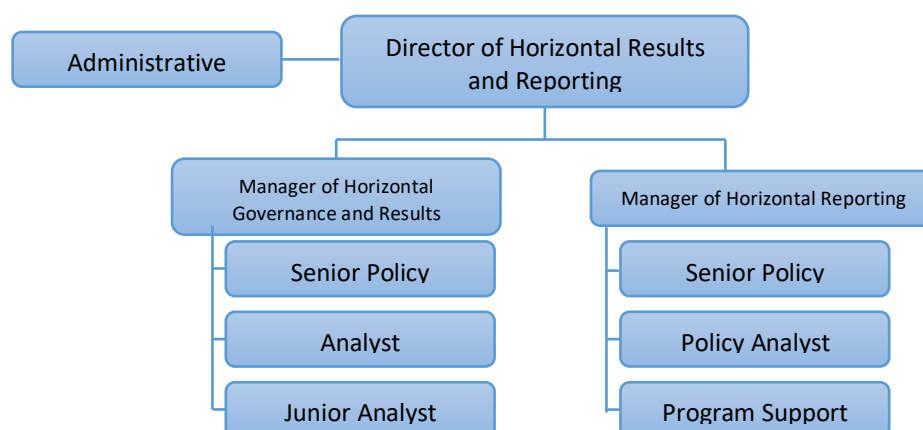 Administrative
Director of Horizontal Results
and Reporting
Manager of Horizontal
Governance and Results
Manager of Horizontal Reporting
Senior Policy
Analyst
Junior Analyst
Senior Policy
Policy Analyst
Program Support